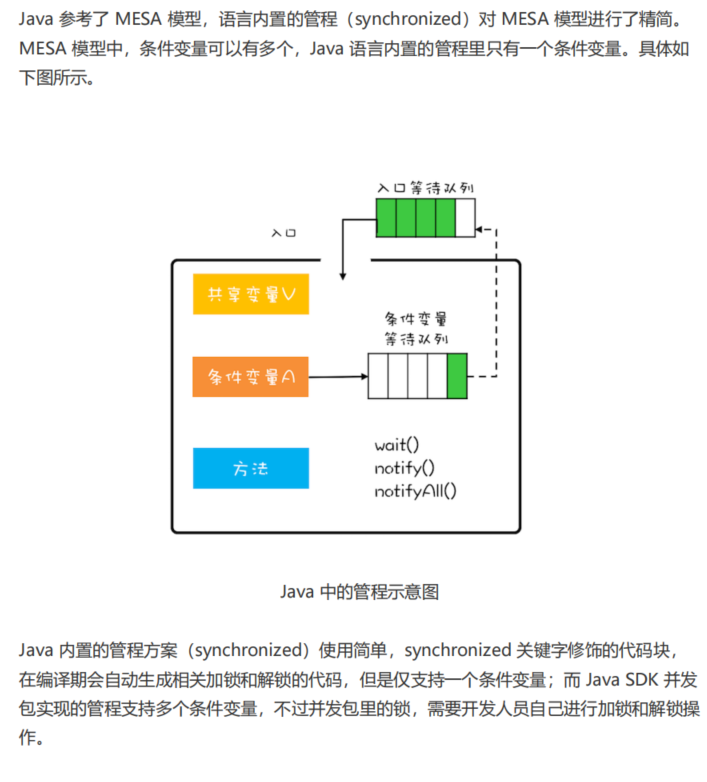 Java 参考了 MESA 模型，语言内置的管程（synchronized）对 MESA 模型进行了精简。
MESA 模型中，条件变量可以有多个，Java 语言内置的管程里只有一个条件变量。具体如
下图所示。
入口等待队列
入口
共享变量V
条件变量
等待队列
条件变量A
wait()
notify()
notifyAll()
方法
Java 中的管程示意图
Java 内置的管程方案（synchronized）使用简单，synchronized 关键字修饰的代码块，
在编译期会自动生成相关加锁和解锁的代码，但是仅支持一个条件变量；而 Java SDK 并发
包实现的管程支持多个条件变量，不过并发包里的锁，需要开发人员自己进行加锁和解锁操
作。